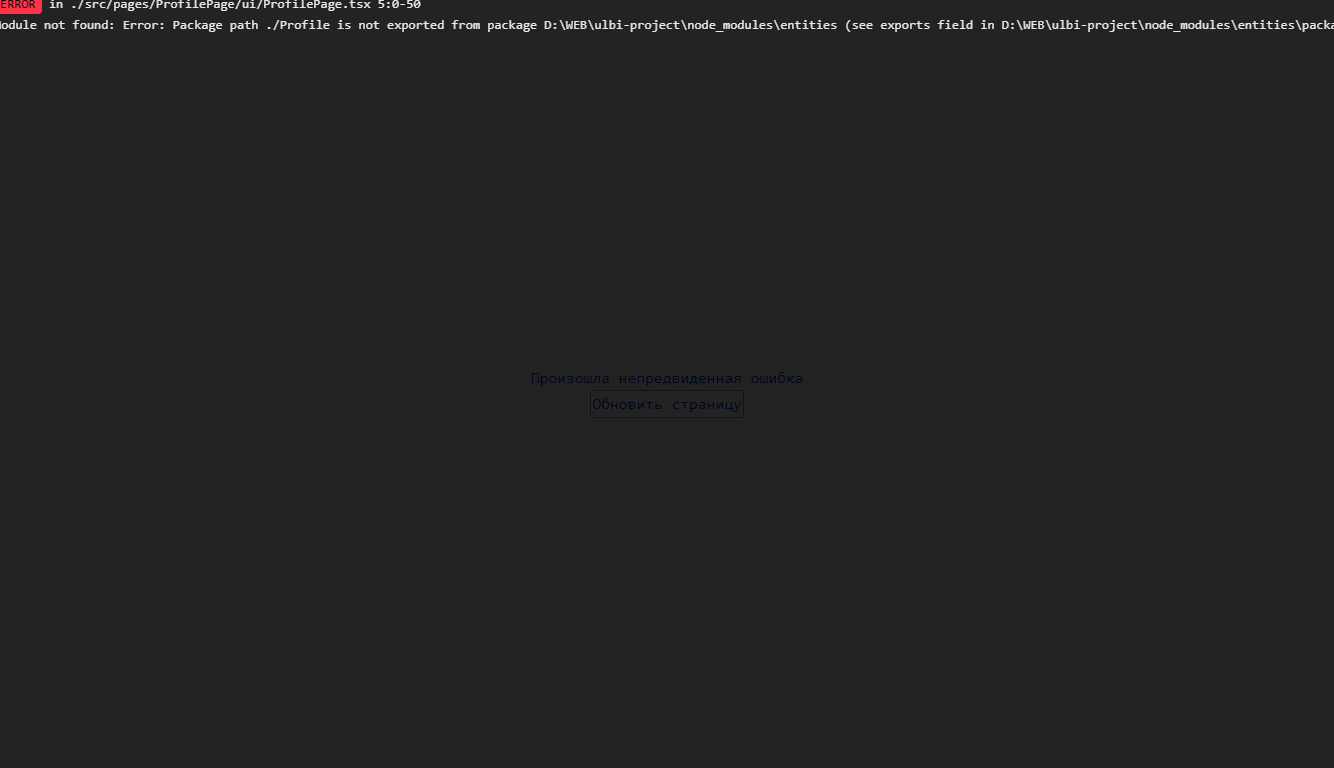 ERROR in ./src/pages/ProfilePage/ui/ProfilePage.tsx 5:0-50
Module not found: Error: Package path ./Profile is not exported from package D:\WEB\ulbi-project\node_modules\entities (see exports field in D:\WEB\ulbi-project\node_modules\entities\packa
Произошла непредвиденная ошибка
Обновить страницу